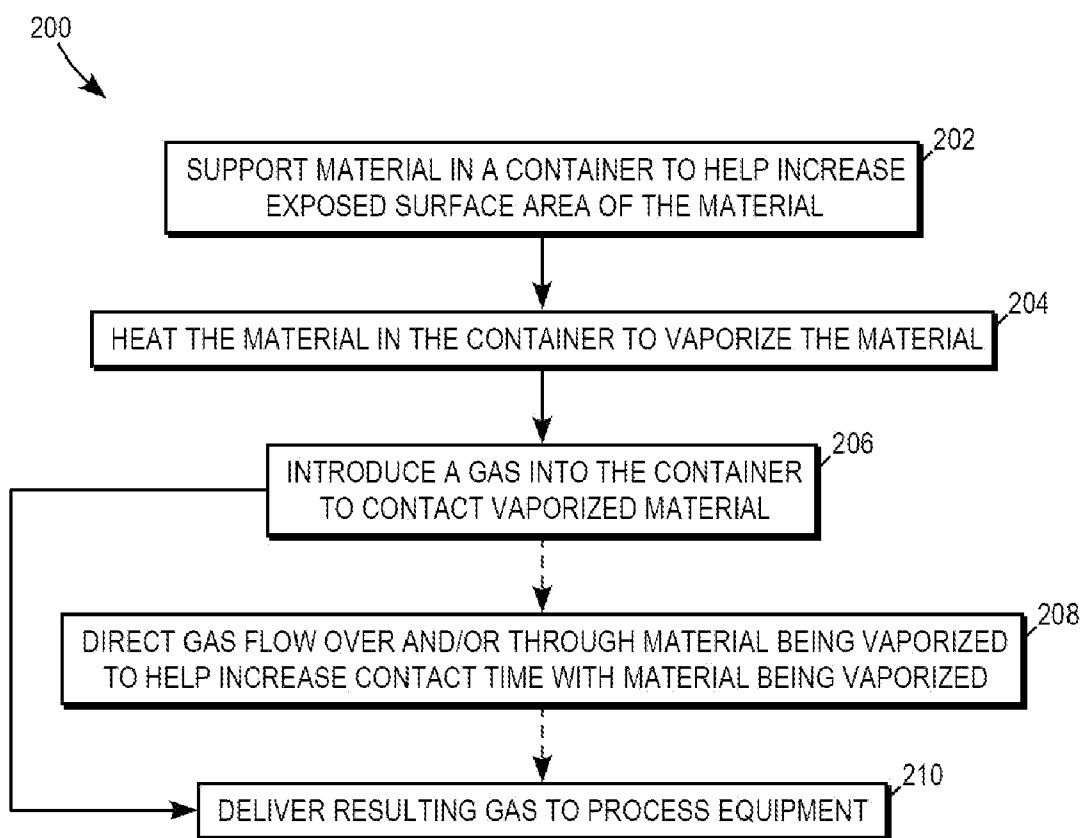 200
202
SUPPORT MATERIAL IN A CONTAINER TO HELP INCREASE
EXPOSED SURFACE AREA OF THE MATERIAL
204
HEAT THE MATERIAL IN THE CONTAINER TO VAPORIZE THE MATERIAL
206
INTRODUCE A GAS INTO THE CONTAINER
TO CONTACT VAPORIZED MATERIAL
208
DIRECT GAS FLOW OVER AND/OR THROUGH MATERIAL BEING VAPORIZED
TO HELP INCREASE CONTACT TIME WITH MATERIAL BEING VAPORIZED
210
DELIVER RESULTING GAS TO PROCESS EQUIPMENT